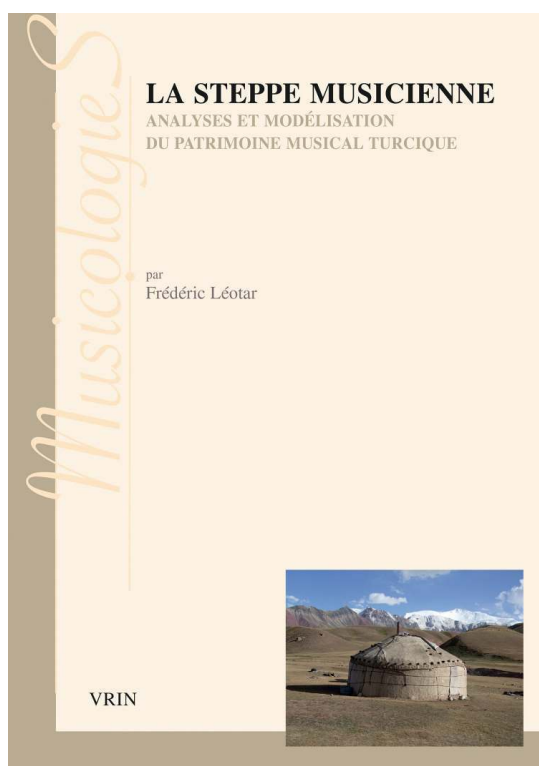 MusicologieS
LA STEPPE MUSICIENNE
ANALYSES ET MODÉLISATION
DU PATRIMOINE MUSICAL TURCIQUE
par
Frédéric Léotar
VRIN